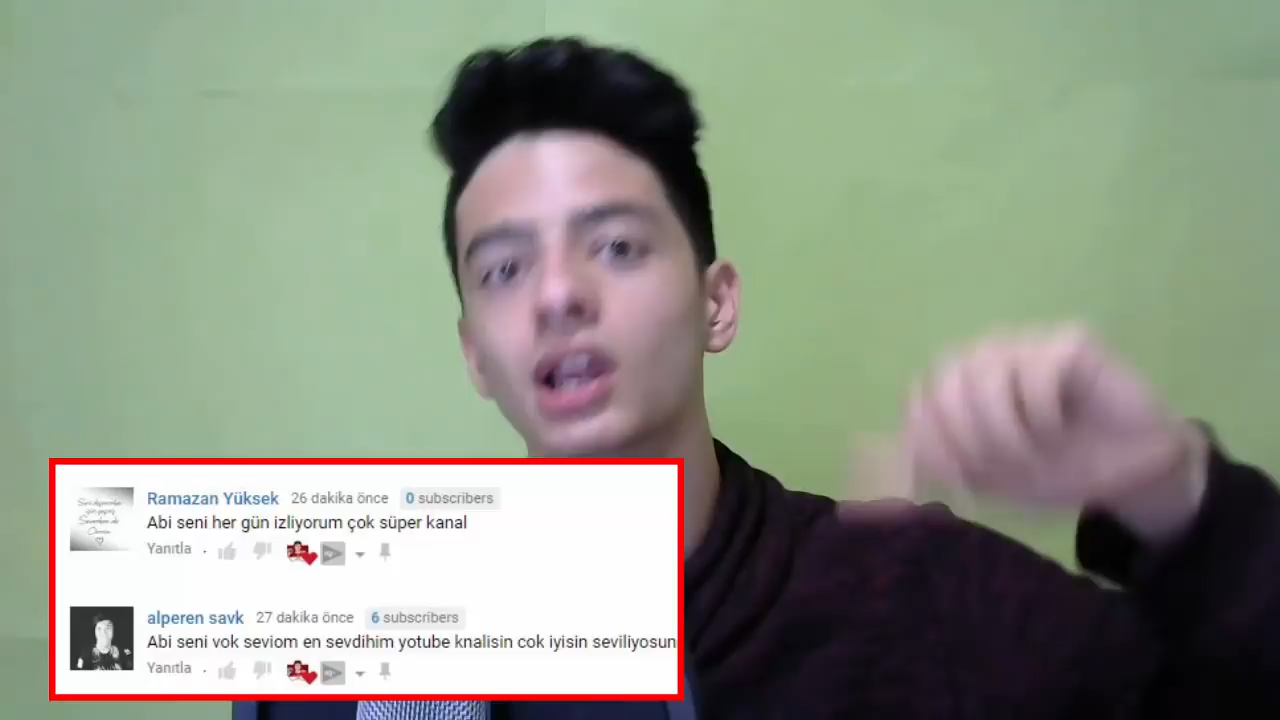 Ramazan Yüksek 26 dakika önce 0 subscribers
Abi seni her gün izliyorum çok süper kanal
Yanıtla
alperen savk 27 dakika önce 6 subscribers
Abi seni vok seviom en sevdihim yotube knalisin cok iyisin seviliyosun
Yanıtla